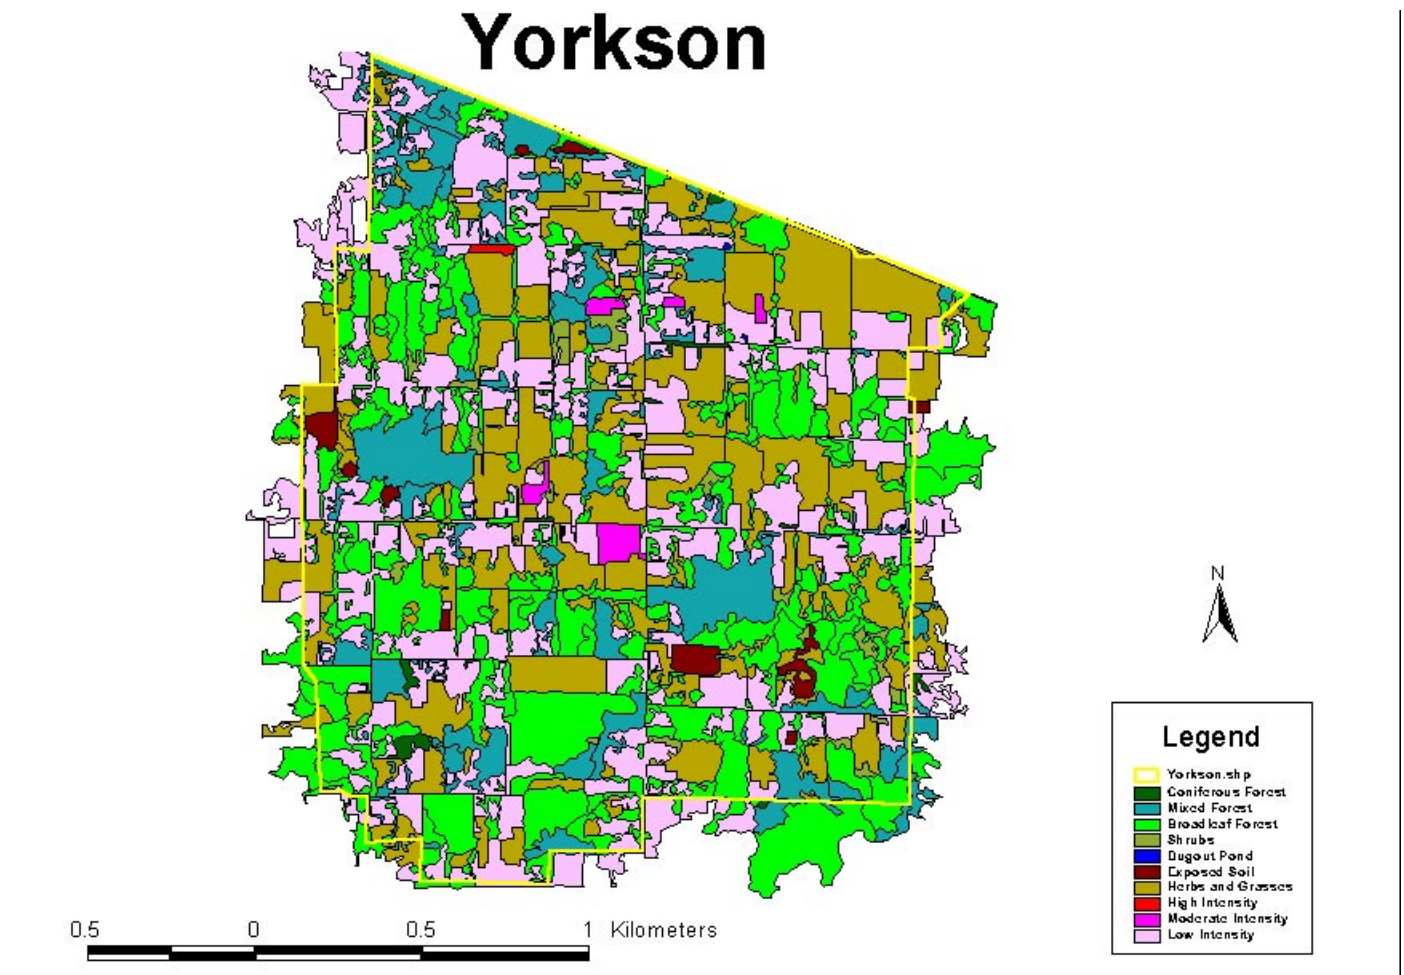 Yorkson
N
Legend
Yorkson.shp
Coniferous Forest
Mixed Forest
Broadleaf Forest
Shrubs
Dugout Pond
Exposed Soil
Herbs and Grasses
High Intensity
Moderate Intensity
Low Intensity
0.5 0 0.5 1 Kilometers